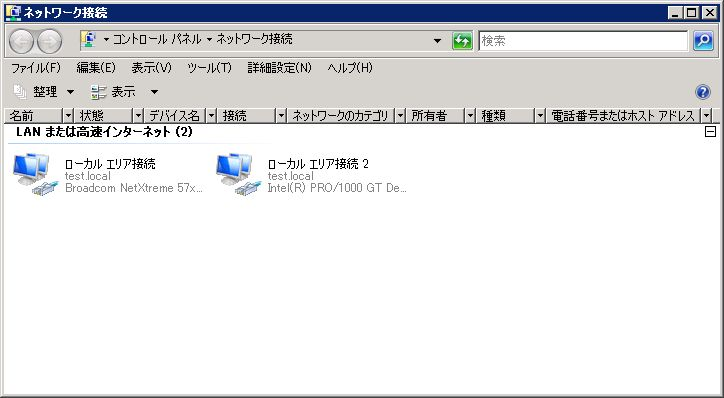 ネットワーク接続
コントロール パネル ネットワーク接続 検索
ファイル(F) 編集(E) 表示(V) ツール(T) 詳細設定(N) ヘルプ(H)
整理 表示
名前 状態 デバイス名 接続 ネットワークのカテゴリ 所有者 種類 電話番号またはホスト アドレス
LAN または高速インターネット (2)
ローカル エリア接続 ローカル エリア接続 2
test.local test.local
Broadcom NetXtreme 57x... Intel(R) PRO/1000 GT De...